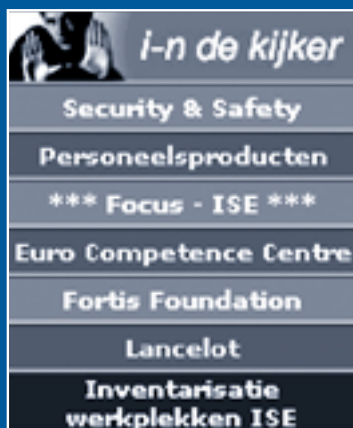 i-n de kijker
Security & Safety
Personeelsproducten
*** Focus - ISE ***
Euro Competence Centre
Fortis Foundation
Lancelot
Inventarisatie
werkplekken ISE